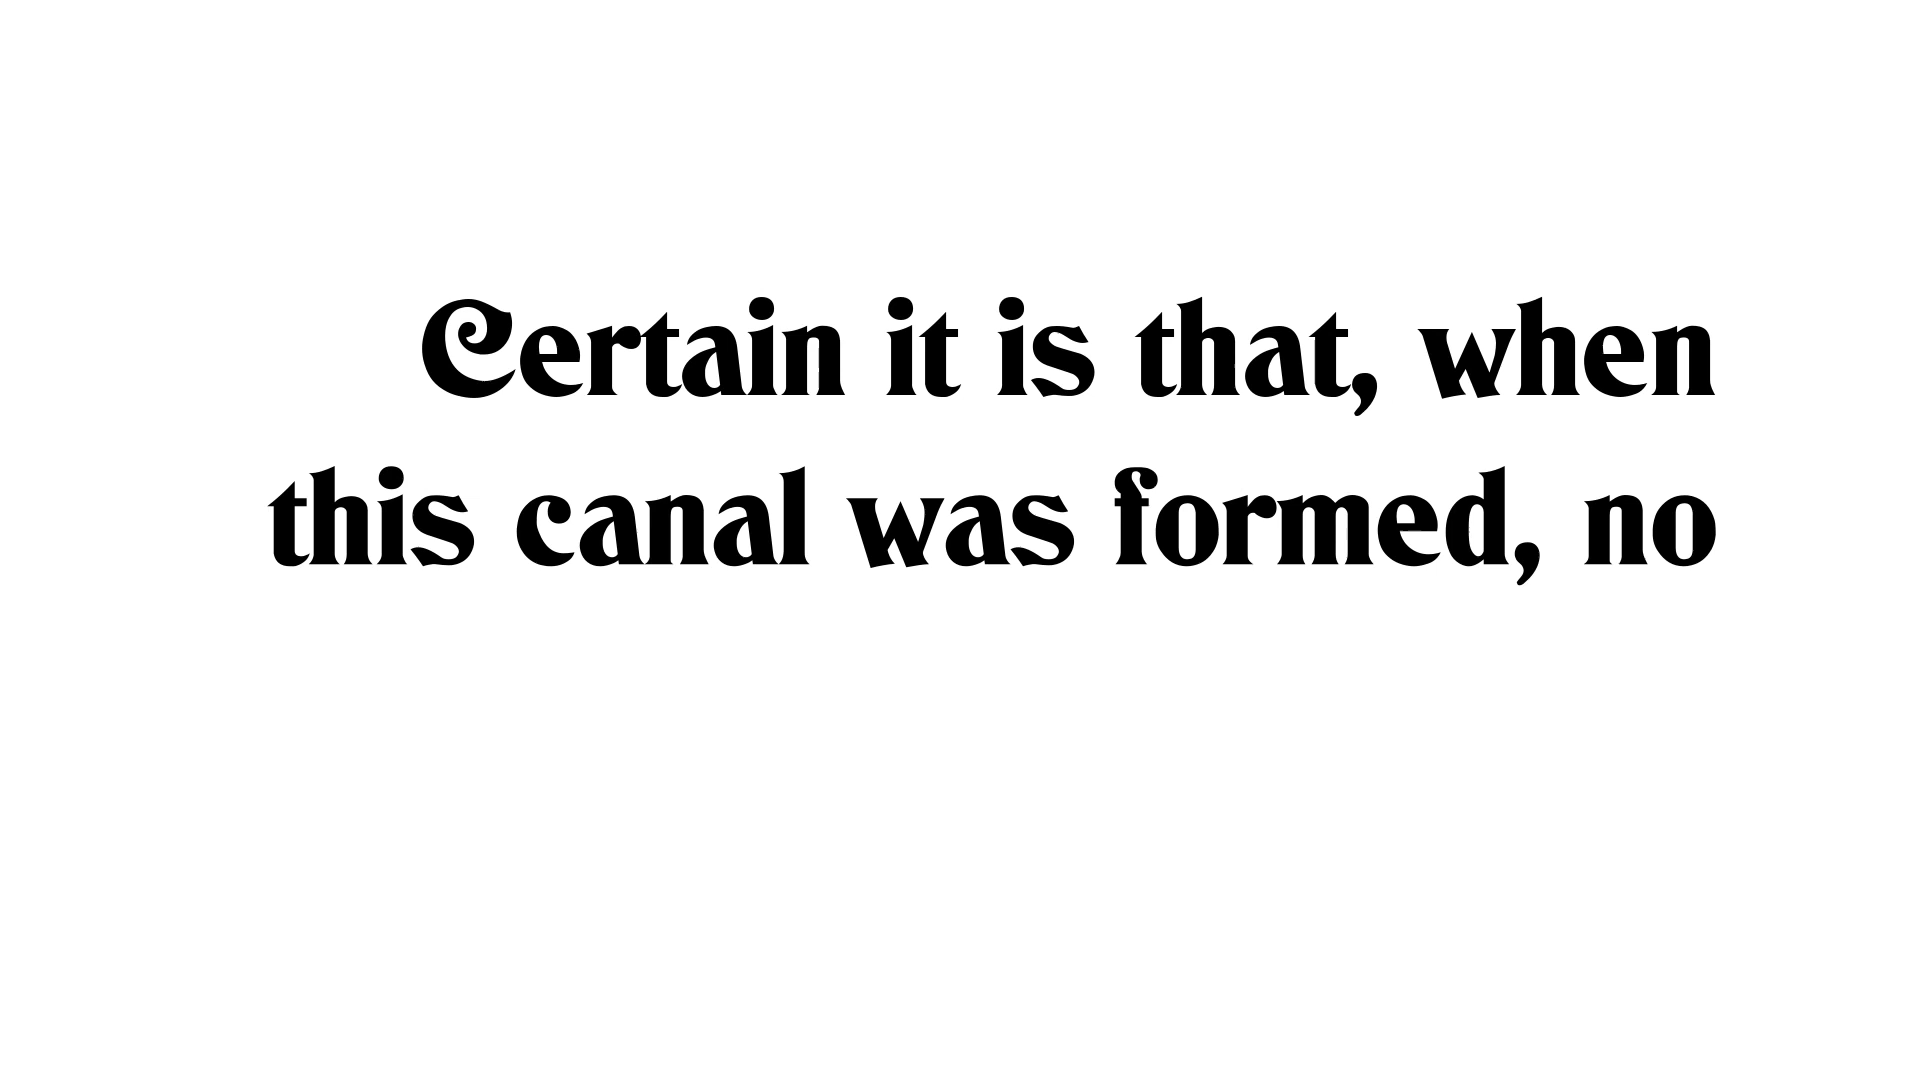 Certain it is that, when
this canal was formed, no